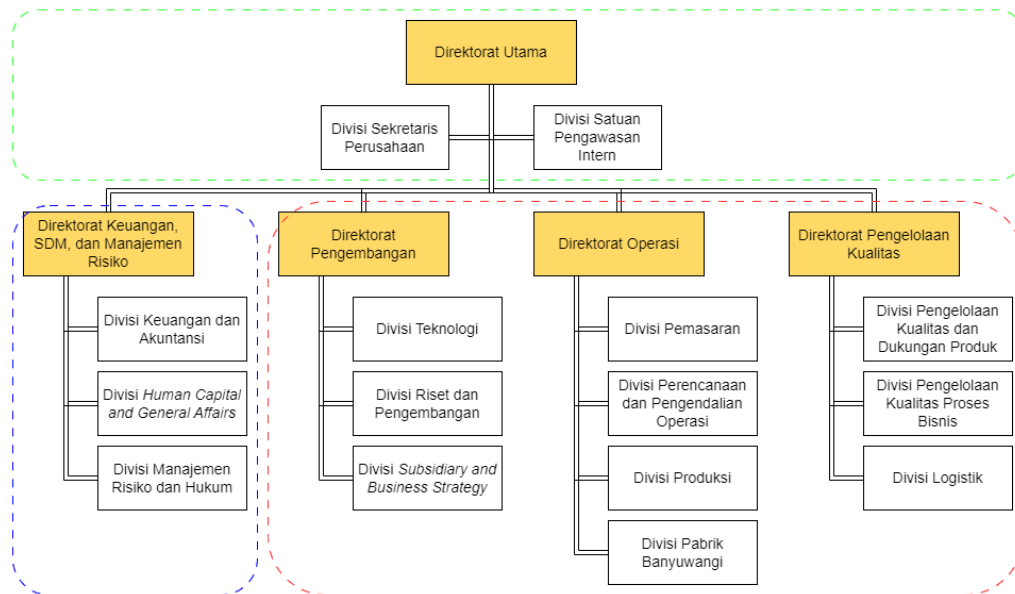 Direktorat Utama
Divisi Sekretaris
Perusahaan
Divisi Satuan
Pengawasan
Intern
Direktorat Keuangan,
SDM, dan Manajemen
Risiko
Divisi Keuangan dan
Akuntansi
Divisi Human Capital
and General Affairs
Divisi Manajemen
Risiko dan Hukum
Direktorat
Pengembangan
Divisi Teknologi
Divisi Riset dan
Pengembangan
Divisi Subsidiary and
Business Strategy
Direktorat Operasi
Divisi Pemasaran
Divisi Perencanaan
dan Pengendalian
Operasi
Divisi Produksi
Divisi Pabrik
Banyuwangi
Direktorat Pengelolaan
Kualitas
Divisi Pengelolaan
Kualitas dan
Dukungan Produk
Divisi Pengelolaan
Kualitas Proses
Bisnis
Divisi Logistik